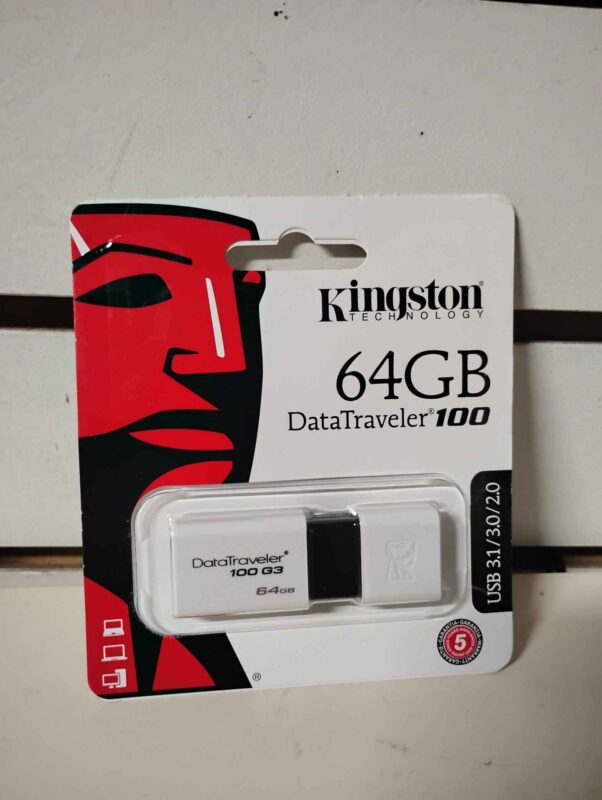 Kingston®
TECHNOLOGY
64GB
DataTraveler®100
DataTraveler®
100 G3
64GB
USB 3.1/3.0/2.0
5
®